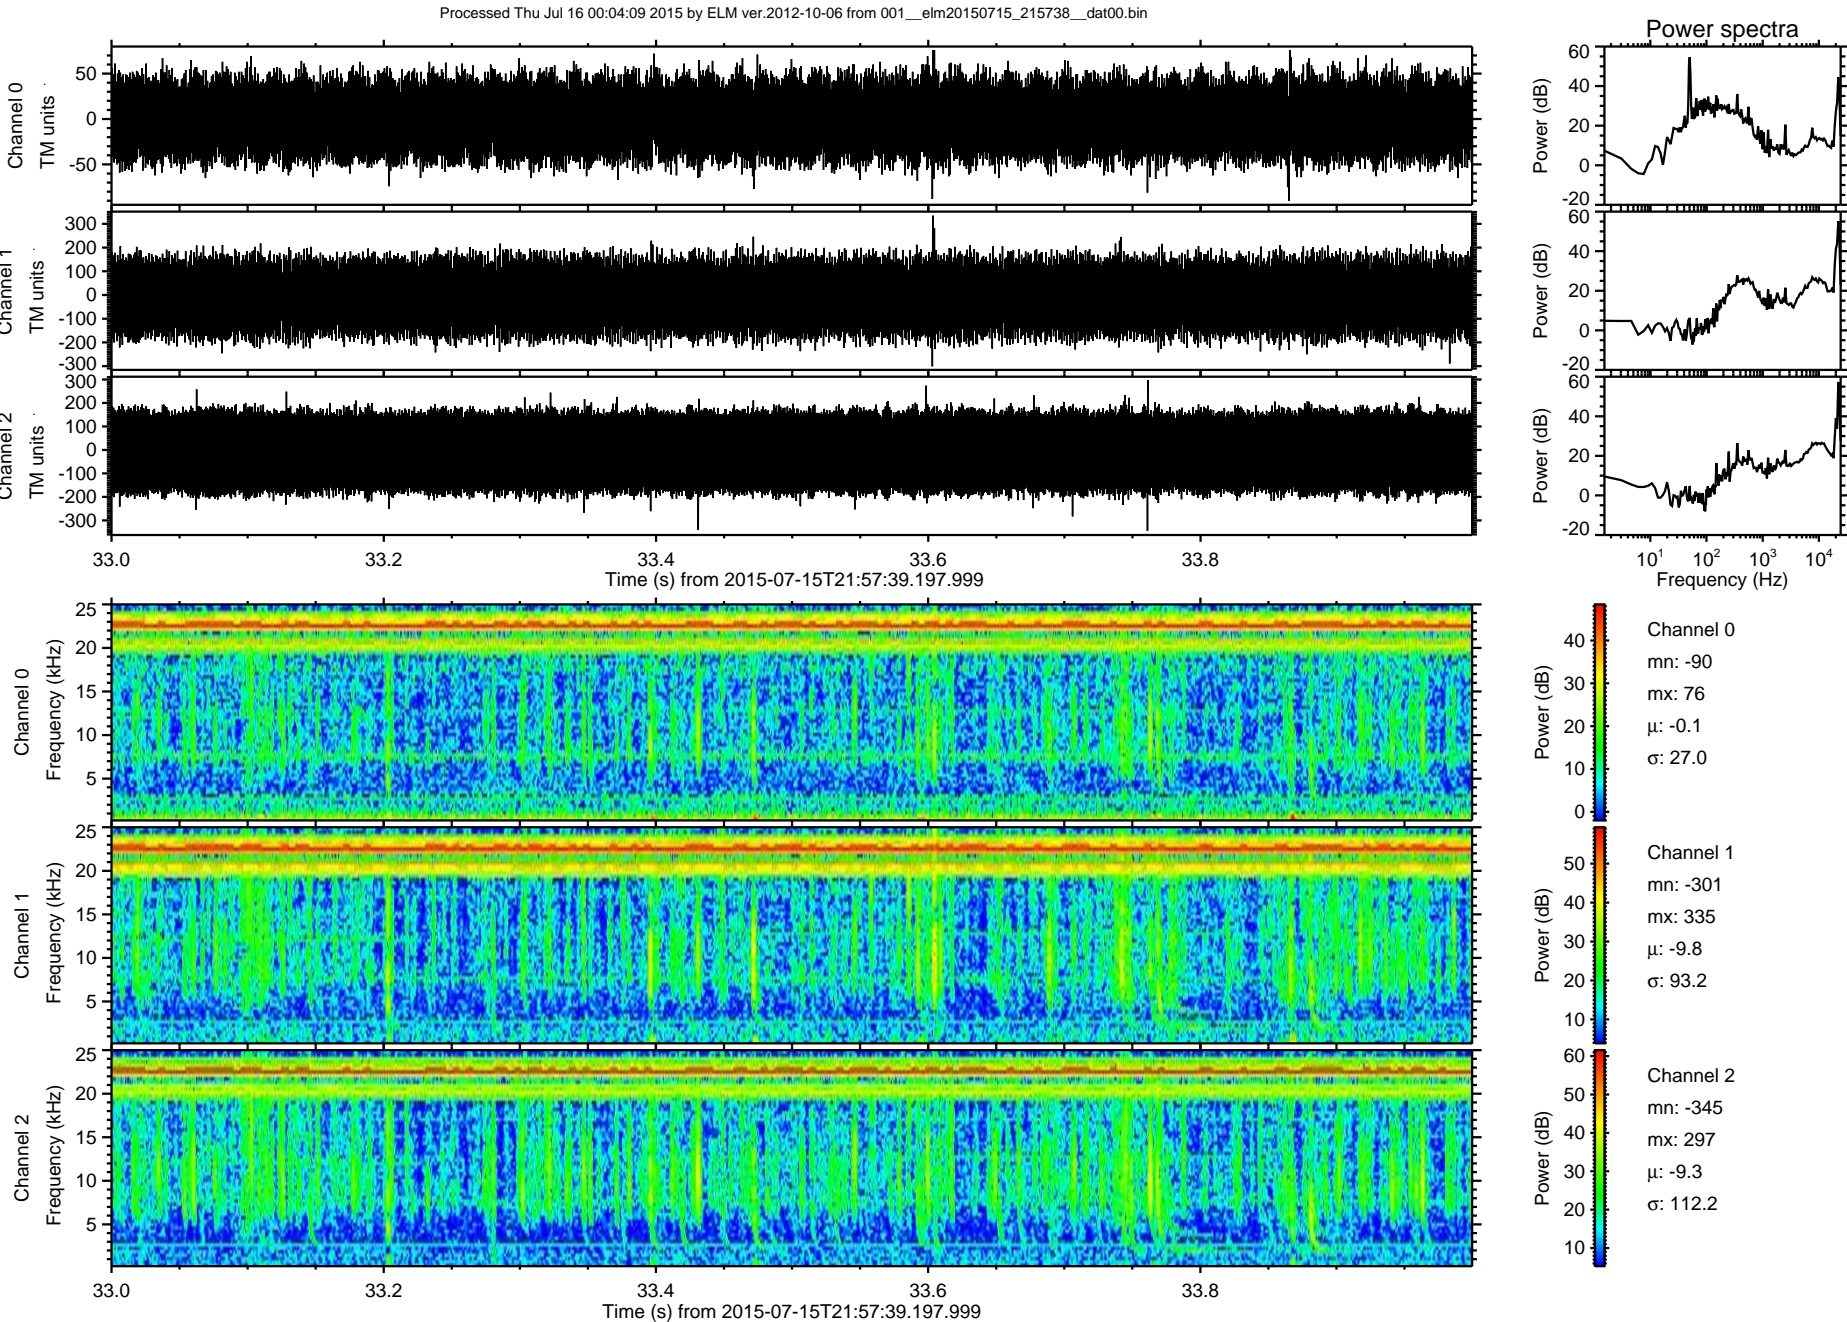 Processed Thu Jul 16 00:04:09 2015 by ELM ver.2012-10-06 from 001__elm20150715_215738__dat00.bin
Power spectra
Channel 0
TM units
50
0
-50
Power (dB)
60
40
20
0
-20
Channel 1
TM units
300
200
100
0
-100
-200
-300
Power (dB)
60
40
20
0
-20
Channel 2
TM units
300
200
100
0
-100
-200
-300
Power (dB)
60
40
20
0
-20
33.0 33.2 33.4 33.6 33.8
Time (s) from 2015-07-15T21:57:39.197.999
10¹ 10² 10³ 10⁴
Frequency (Hz)
Channel 0
Frequency (kHz)
25
20
15
10
5
Power (dB)
40
30
20
10
0
Channel 0
mn: -90
mx: 76
μ: -0.1
σ: 27.0
Channel 1
Frequency (kHz)
25
20
15
10
5
Power (dB)
50
40
30
20
10
Channel 1
mn: -301
mx: 335
μ: -9.8
σ: 93.2
Channel 2
Frequency (kHz)
25
20
15
10
5
Power (dB)
60
50
40
30
20
10
Channel 2
mn: -345
mx: 297
μ: -9.3
σ: 112.2
33.0 33.2 33.4 33.6 33.8
Time (s) from 2015-07-15T21:57:39.197.999